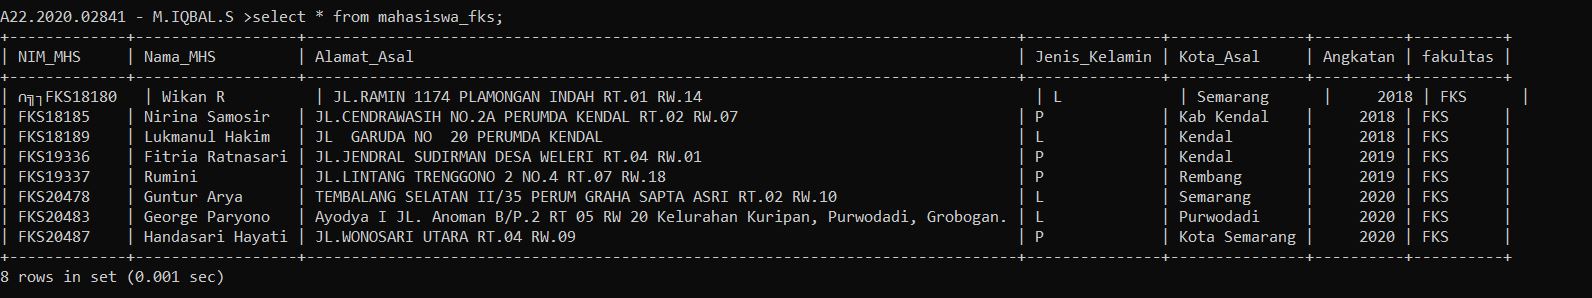 A22.2020.02841 - M.IQBAL.S >select * from mahasiswa_fks;
| NIM_MHS | Nama_MHS | Alamat_Asal | Jenis_Kelamin | Kota_Asal | Angkatan | fakultas |
| ∩╗┐FKS18180 | Wikan R | JL.RAMIN 1174 PLAMONGAN INDAH RT.01 RW.14 | L | Semarang | 2018 | FKS |
| FKS18185 | Nirina Samosir | JL.CENDRAWASIH NO.2A PERUMDA KENDAL RT.02 RW.07 | P | Kab Kendal | 2018 | FKS |
| FKS18189 | Lukmanul Hakim | JL  GARUDA NO  20 PERUMDA KENDAL | L | Kendal | 2018 | FKS |
| FKS19336 | Fitria Ratnasari | JL.JENDRAL SUDIRMAN DESA WELERI RT.04 RW.01 | P | Kendal | 2019 | FKS |
| FKS19337 | Rumini | JL.LINTANG TRENGGONO 2 NO.4 RT.07 RW.18 | P | Rembang | 2019 | FKS |
| FKS20478 | Guntur Arya | TEMBALANG SELATAN II/35 PERUM GRAHA SAPTA ASRI RT.02 RW.10 | L | Semarang | 2020 | FKS |
| FKS20483 | George Paryono | Ayodya I JL. Anoman B/P.2 RT 05 RW 20 Kelurahan Kuripan, Purwodadi, Grobogan. | L | Purwodadi | 2020 | FKS |
| FKS20487 | Handasari Hayati | JL.WONOSARI UTARA RT.04 RW.09 | P | Kota Semarang | 2020 | FKS |
8 rows in set (0.001 sec)